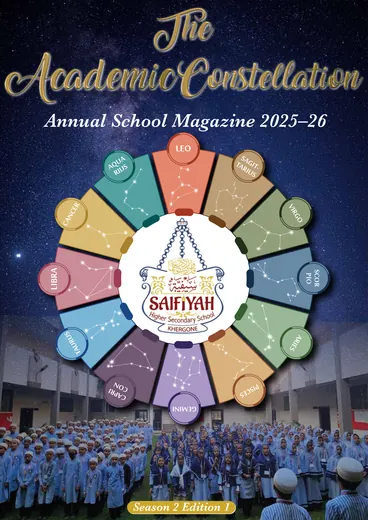 The
Academic Constellation
Annual School Magazine 2025–26
LEO
SAGIT-
TARIUS
VIRGO
SCOR
PIO
ARIES
PISCES
GEMINI
CAPRI
CON
TAURUS
LIBRA
CANCER
AQUA
RIUS
سيفية
SAIFIYAH
Higher Secondary School
KHERGONE
Season 2 Edition 1